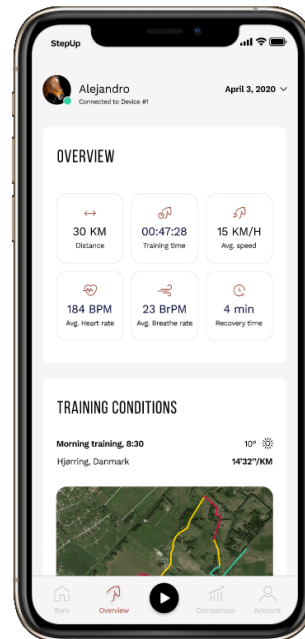 StepUp
Alejandro
April 3, 2020
Connected to Device #1
OVERVIEW
30 KM
00:47:28
15 KM/H
Distance
Training time
Avg. speed
184 BPM
23 BrPM
4 min
Avg. Heart rate
Avg. Breathe rate
Recovery time
TRAINING CONDITIONS
Morning training, 8:30
10°
Hjørring, Danmark
14'32''/KM
Barn
Overview
Comparison
Account